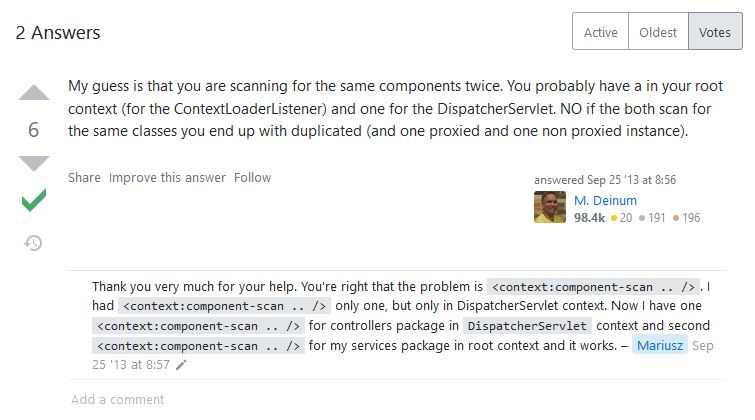 2 Answers
Active Oldest Votes
My guess is that you are scanning for the same components twice. You probably have a in your root
context (for the ContextLoaderListener) and one for the DispatcherServlet. NO if the both scan for
the same classes you end up with duplicated (and one proxied and one non proxied instance).
6
Share Improve this answer Follow
answered Sep 25 '13 at 8:56
M. Deinum
98.4k 20 191 196
Thank you very much for your help. You're right that the problem is <context:component-scan .. /> . I
had <context:component-scan .. /> only one, but only in DispatcherServlet context. Now I have one
<context:component-scan .. /> for controllers package in DispatcherServlet context and second
<context:component-scan .. /> for my services package in root context and it works. – Mariusz Sep
25 '13 at 8:57
Add a comment